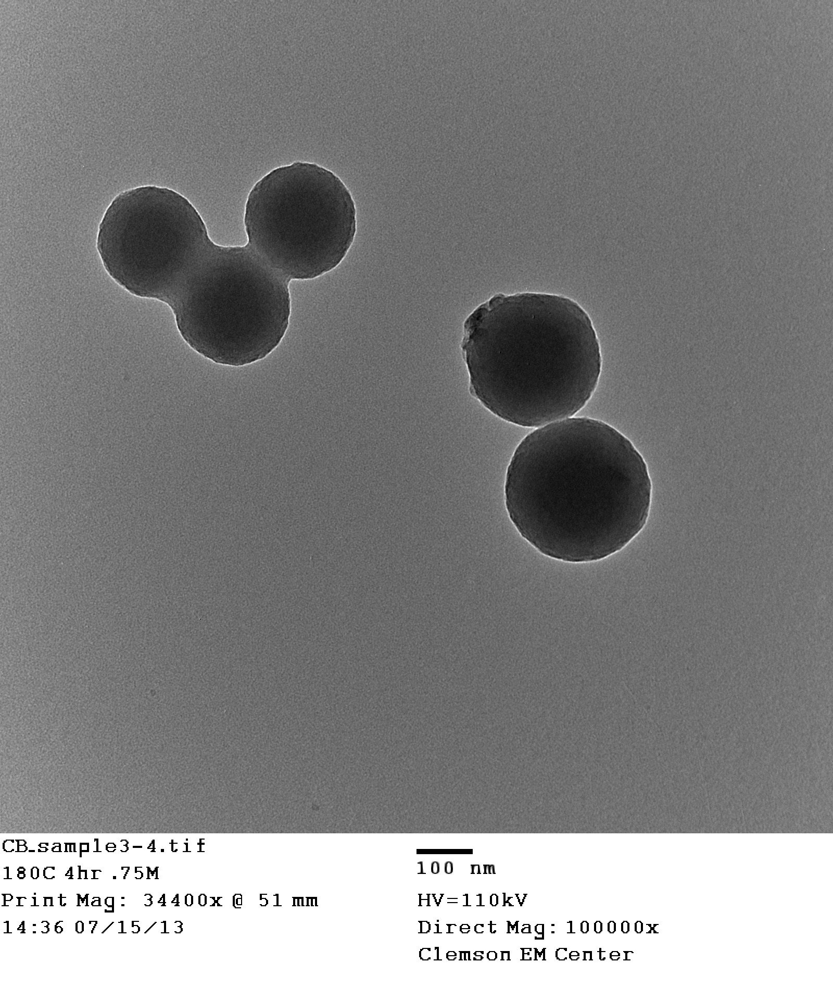 CB_sample3-4.tif
180C 4hr .75M
Print Mag: 34400x @ 51 mm
14:36 07/15/13
100 nm
HV=110kV
Direct Mag: 100000x
Clemson EM Center